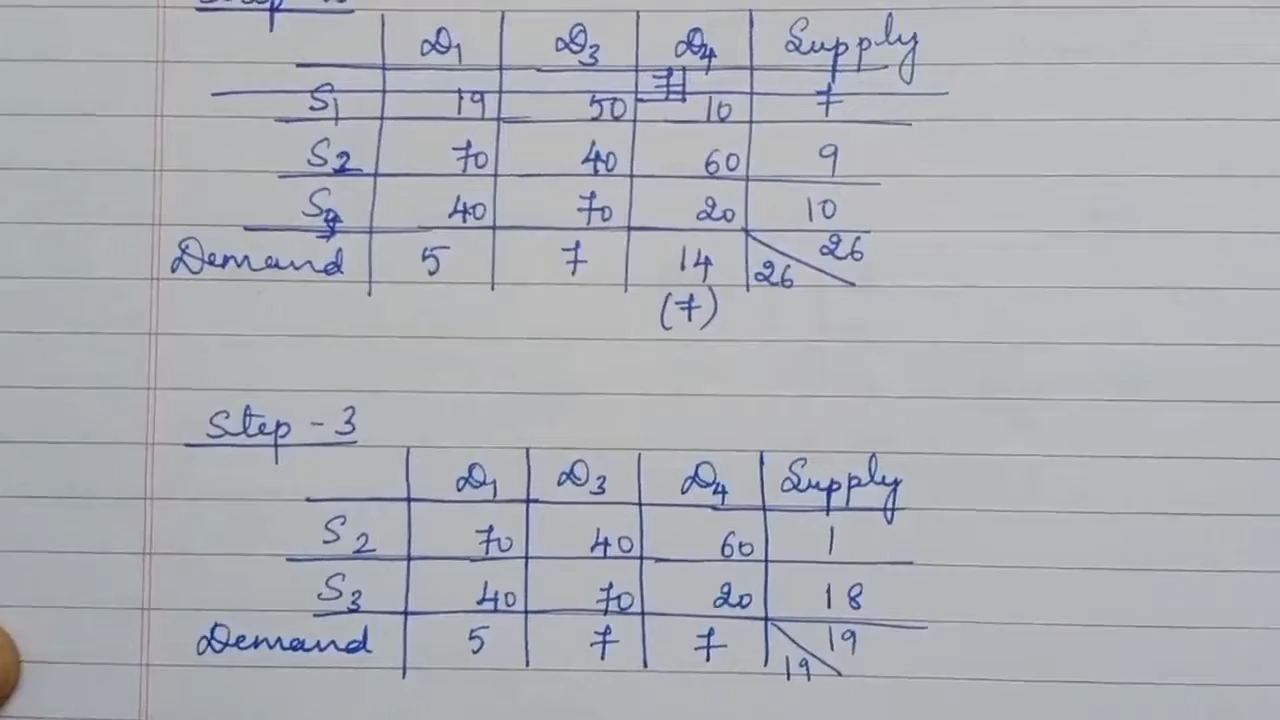 D1 D3 D4 Supply
7
S1 19 50 10 7
S2 70 40 60 9
S3 40 70 20 10
Demand 5 7 14 26 26
(7)
Step - 3
D1 D3 D4 Supply
S2 70 40 60 1
S3 40 70 20 18
Demand 5 7 7 19 19